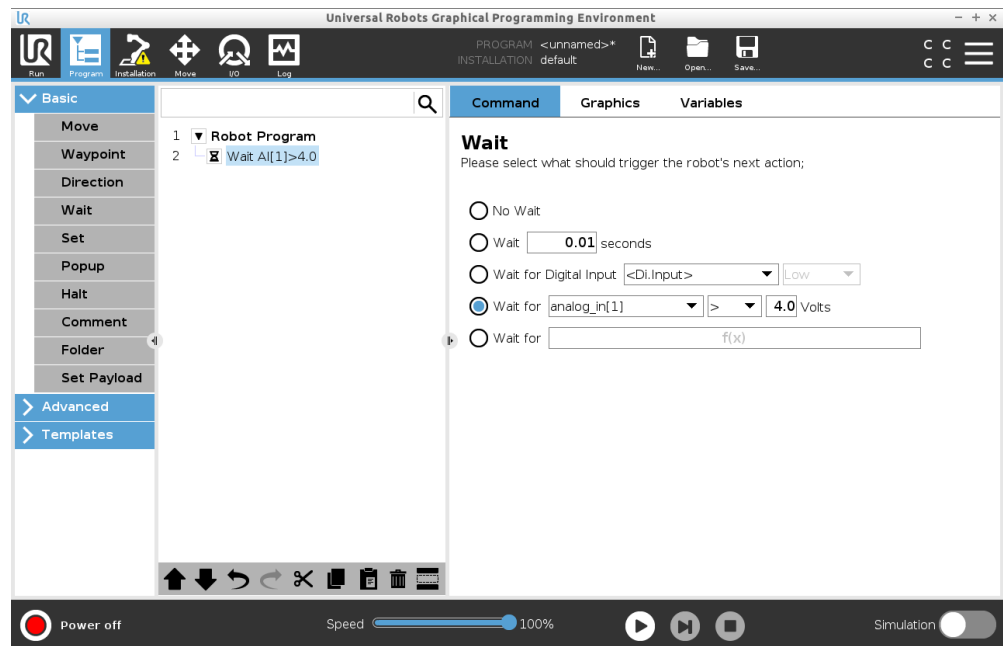 UR Universal Robots Graphical Programming Environment
UR
PROGRAM <unnamed>*
INSTALLATION default
C C
C C
Run Program Installation Move I/O Log New... Open... Save...
Basic
Move
Waypoint
Direction
Wait
Set
Popup
Halt
Comment
Folder
Set Payload
Advanced
Templates
1 Robot Program
2 Wait AI[1]>4.0
Command Graphics Variables
Wait
Please select what should trigger the robot's next action;
No Wait
Wait 0.01 seconds
Wait for Digital Input <Di.Input> Low
Wait for analog_in[1] > 4.0 Volts
Wait for f(x)
Power off Speed 100% Simulation